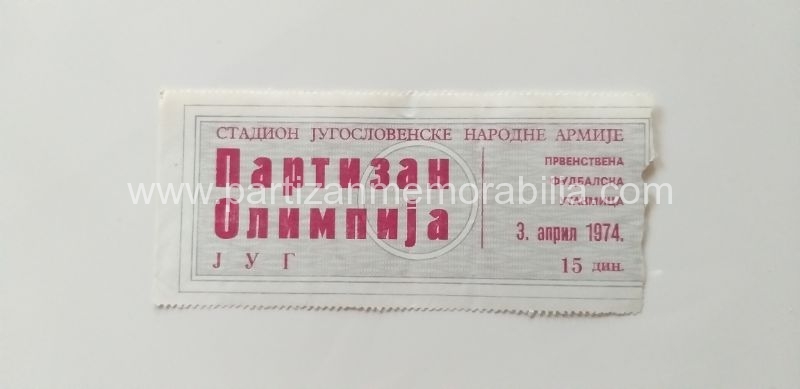 СТАДИОН ЈУГОСЛОВЕНСКЕ НАРОДНЕ АРМИЈЕ
Партизан
Олимпија
ЈУГ
ПРВЕНСТВЕНА
ФУДБАЛСКА
УТАКМИЦА
3. април 1974.
15 дин.
www.partizanmemorabilia.com